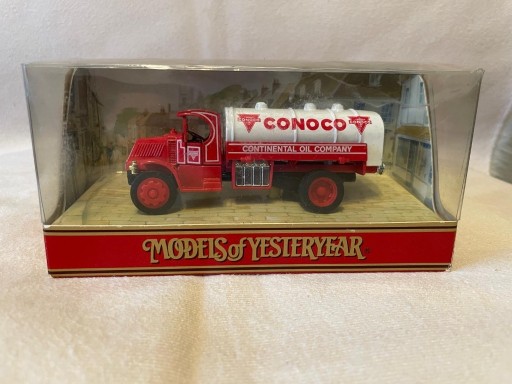 CONOCO
CONTINENTAL OIL COMPANY
MODELS of YESTERYEAR